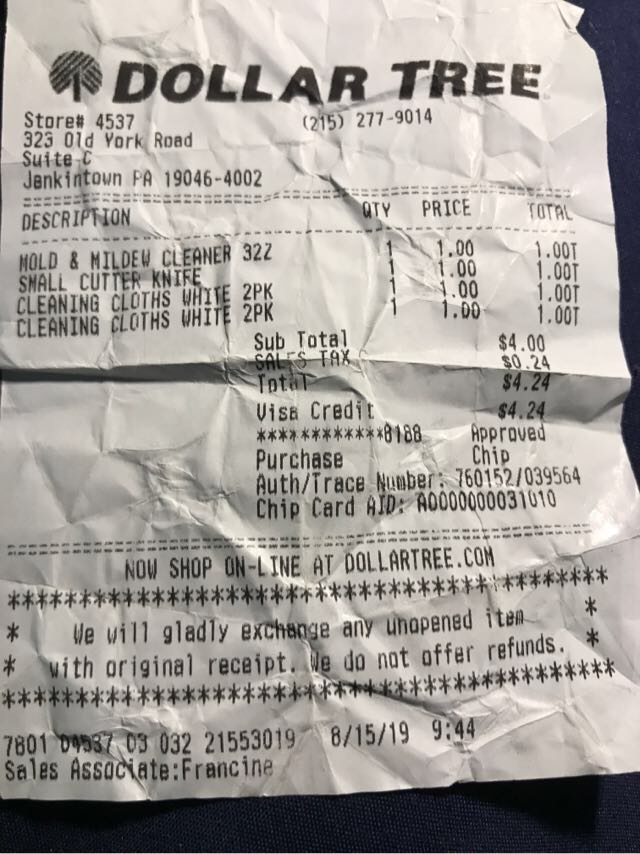 DOLLAR TREE
Store# 4537 (215) 277-9014
323 Old York Road
Suite C
Jenkintown PA 19046-4002
DESCRIPTION QTY PRICE TOTAL
MOLD & MILDEW CLEANER 32Z 1 1.00 1.00T
SMALL CUTTER KNIFE 1 1.00 1.00T
CLEANING CLOTHS WHITE 2PK 1 1.00 1.00T
CLEANING CLOTHS WHITE 2PK 1 1.00 1.00T
Sub Total $4.00
SALES TAX $0.24
Total $4.24
Visa Credit $4.24
************8188 Approved
Purchase Chip
Auth/Trace Number: 760152/039564
Chip Card AID: A0000000031010
NOW SHOP ON-LINE AT DOLLARTREE.COM
******************************************
* We will gladly exchange any unopened item *
* with original receipt. We do not offer refunds. *
******************************************
7801 04537 03 032 21553019 8/15/19 9:44
Sales Associate:Francine